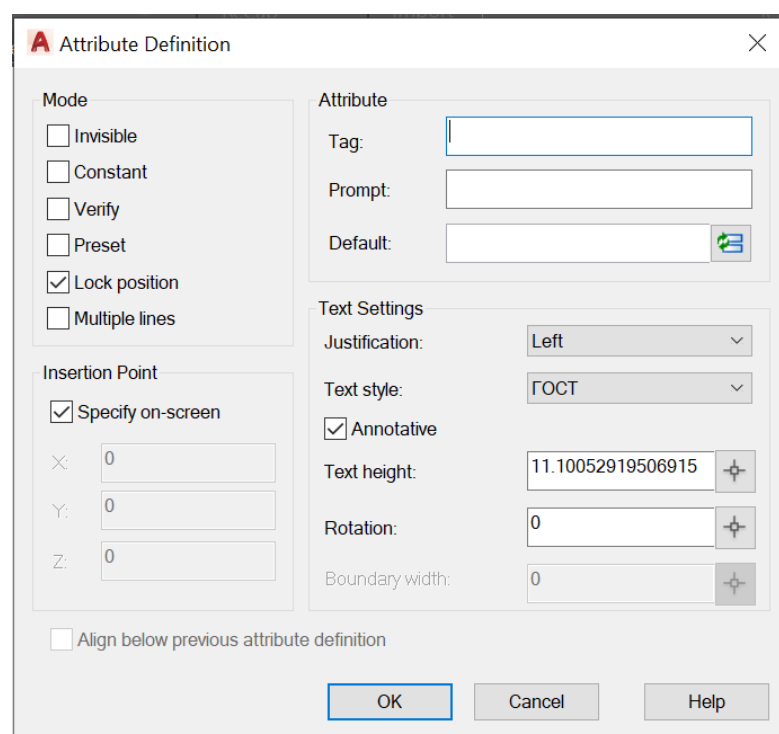 Attribute Definition
Mode
Invisible
Constant
Verify
Preset
Lock position
Multiple lines
Insertion Point
Specify on-screen
X:
0
Y:
0
Z:
0
Attribute
Tag:
Prompt:
Default:
Text Settings
Justification:
Left
Text style:
ГОСТ
Annotative
Text height:
11.10052919506915
Rotation:
0
Boundary width:
0
Align below previous attribute definition
OK
Cancel
Help